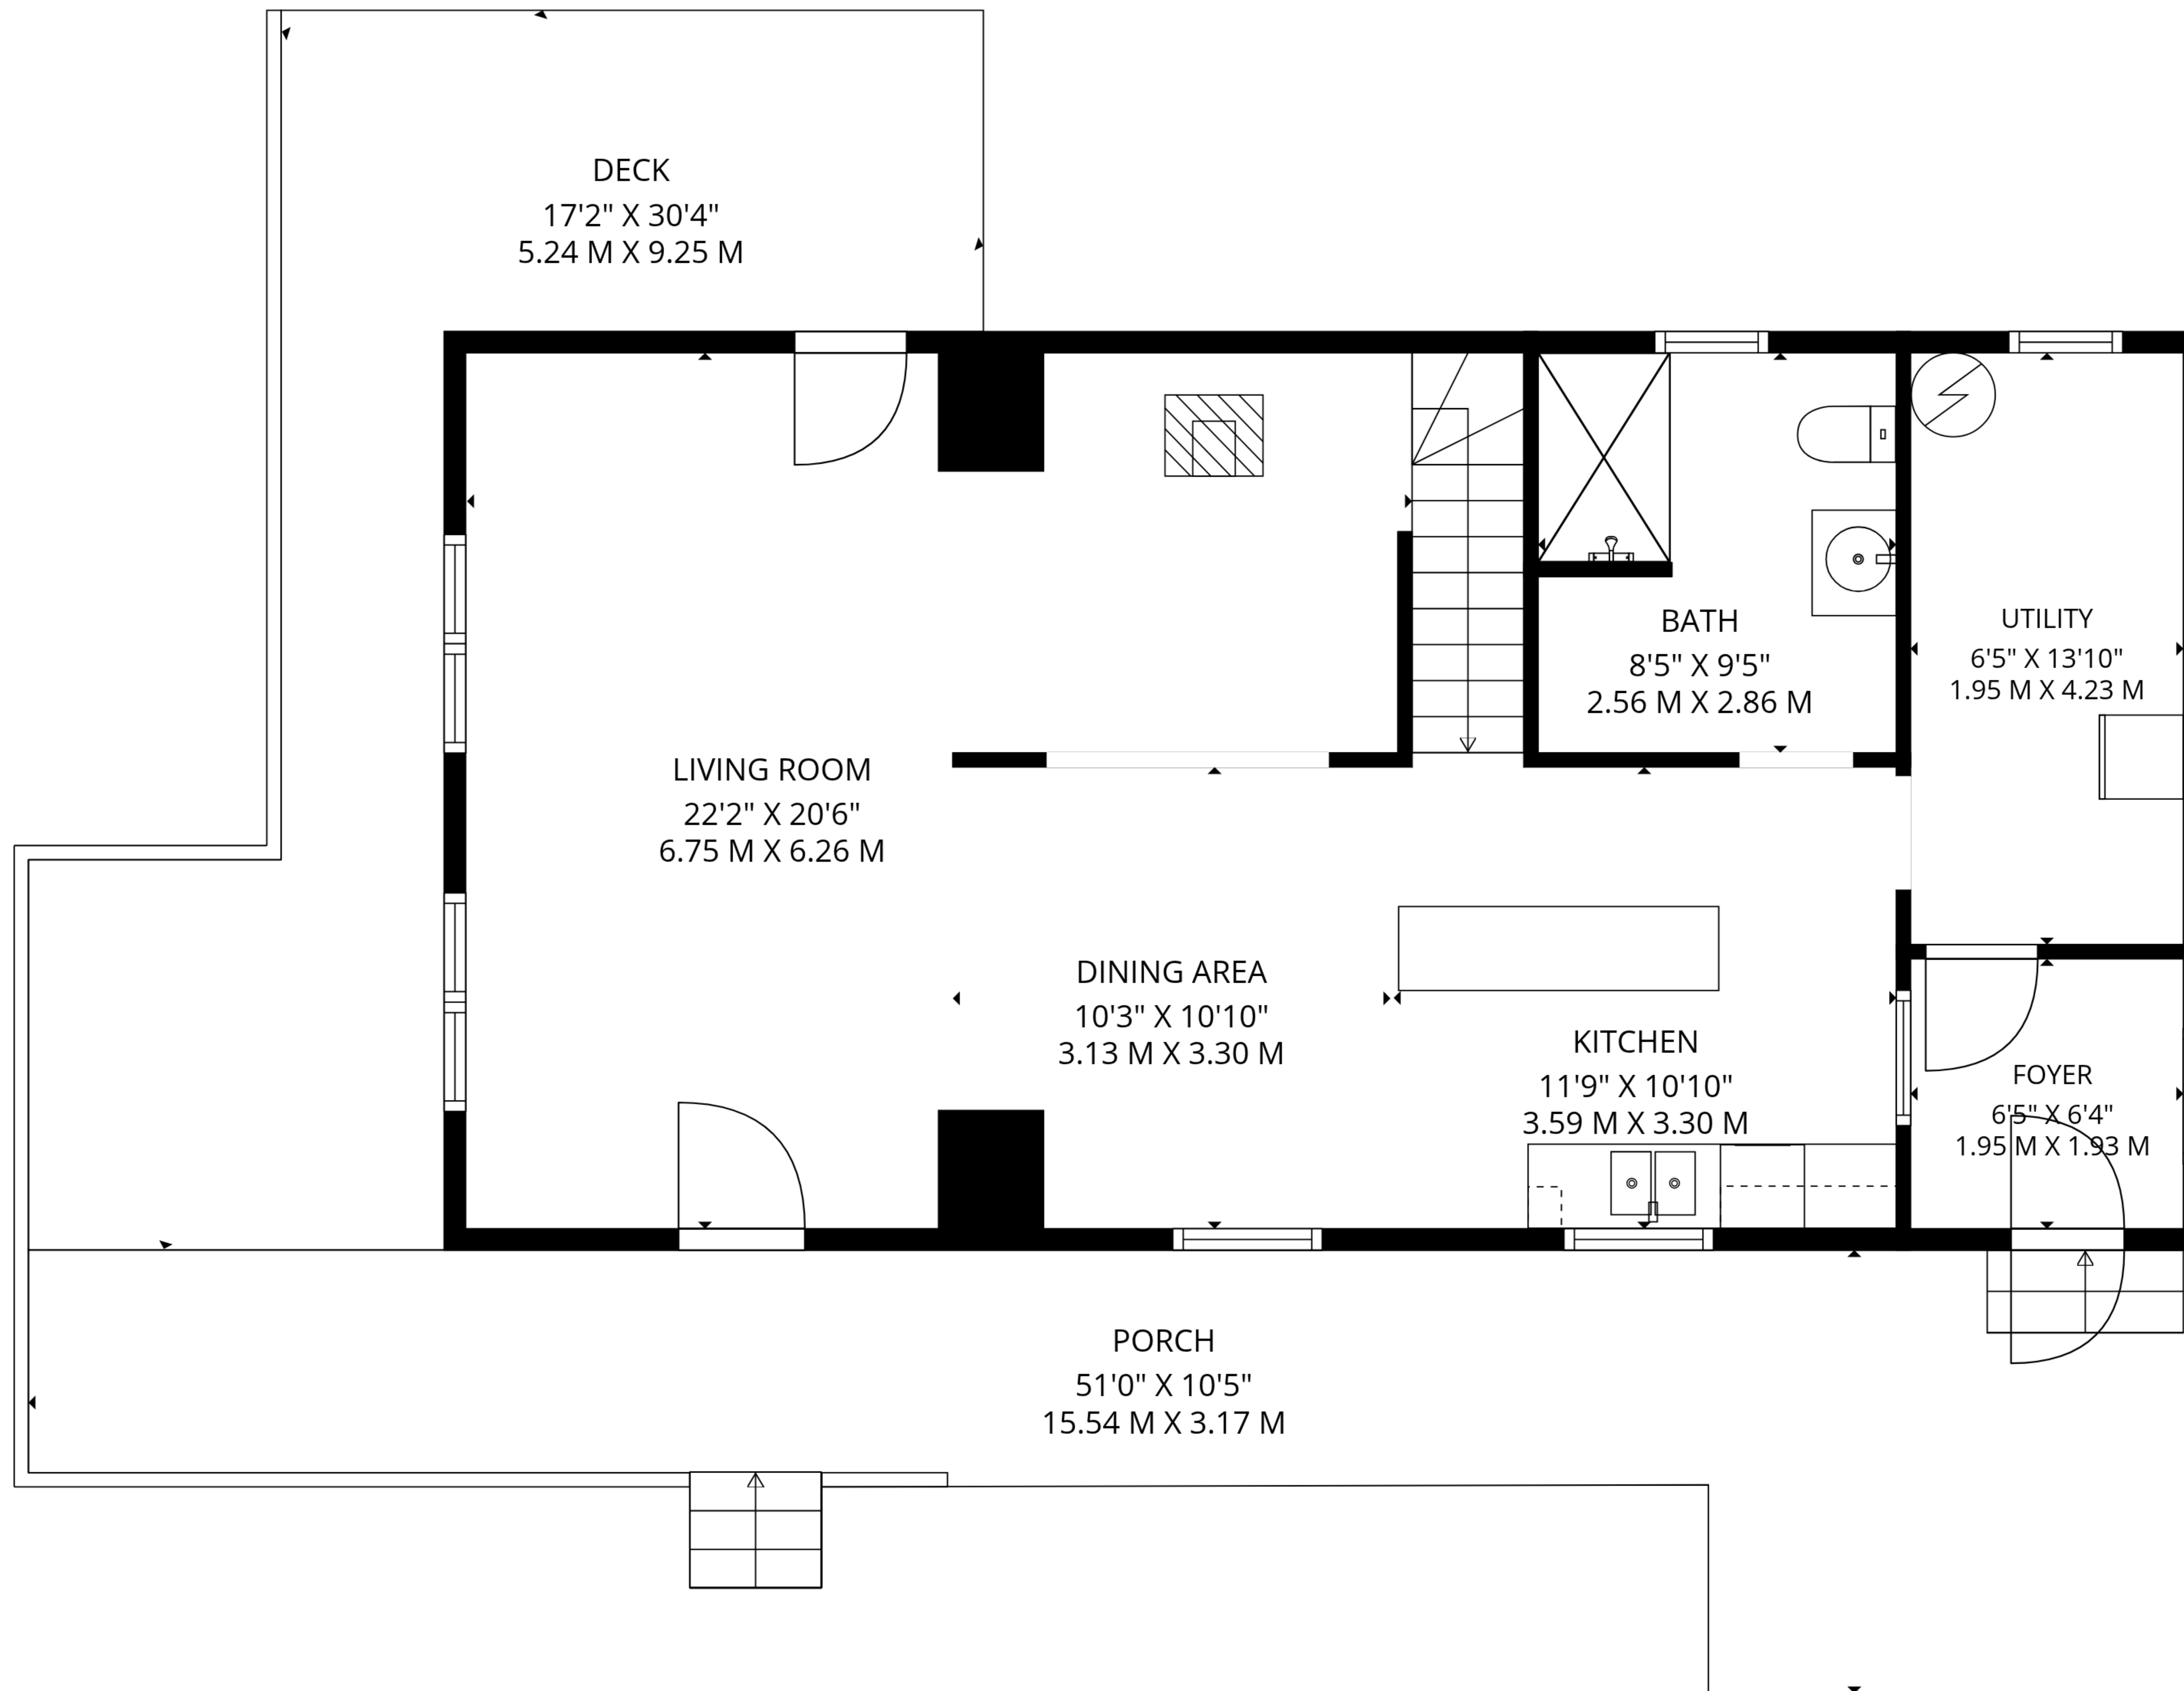 DECK
17'2" X 30'4"
5.24 M X 9.25 M
BATH
8'5" X 9'5"
2.56 M X 2.86 M
UTILITY
6'5" X 13'10"
1.95 M X 4.23 M
LIVING ROOM
22'2" X 20'6"
6.75 M X 6.26 M
DINING AREA
10'3" X 10'10"
3.13 M X 3.30 M
KITCHEN
11'9" X 10'10"
3.59 M X 3.30 M
FOYER
6'5" X 6'4"
1.95 M X 1.93 M
PORCH
51'0" X 10'5"
15.54 M X 3.17 M